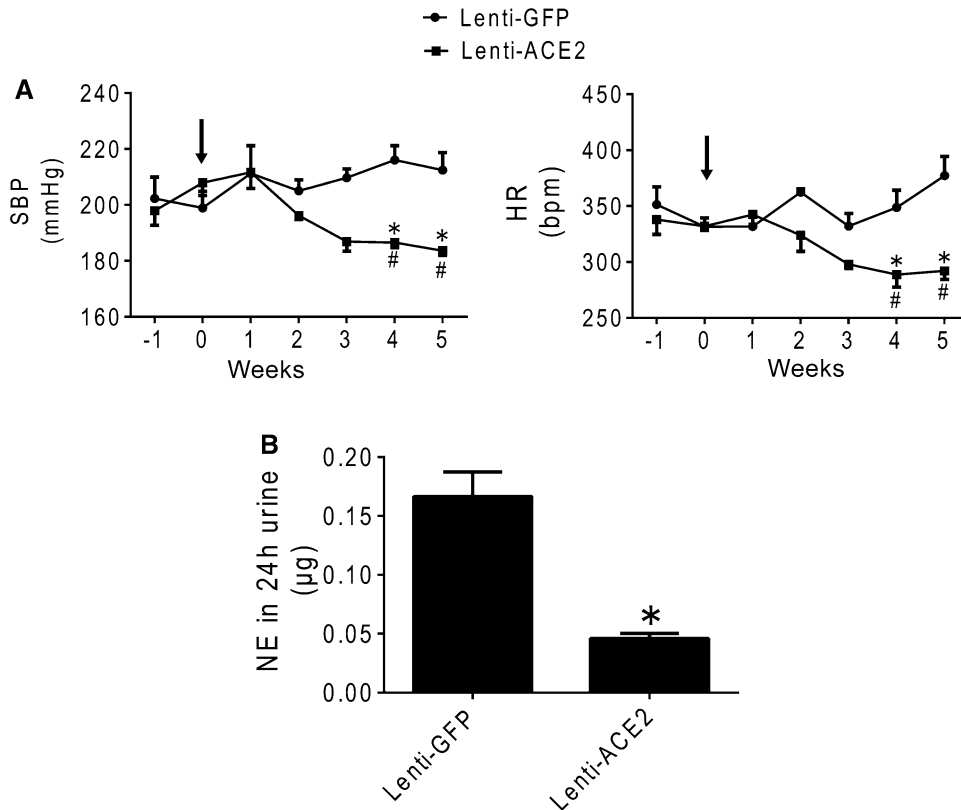 Lenti-GFP
Lenti-ACE2
A
SBP
(mmHg)
240
220
200
180
160
*
*
#
#
-1 0 1 2 3 4 5
Weeks
HR
(bpm)
450
400
350
300
250
*
*
#
#
-1 0 1 2 3 4 5
Weeks
B
NE in 24h urine
(µg)
0.20
0.15
0.10
0.05
0.00
*
Lenti-GFP
Lenti-ACE2